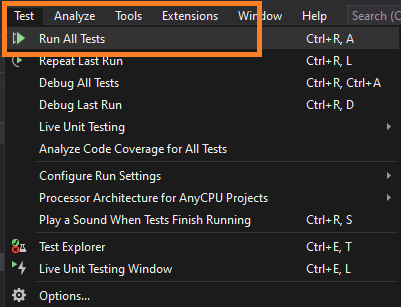 Test Analyze Tools Extensions Window Help Search (C
Run All Tests Ctrl+R, A
Repeat Last Run Ctrl+R, L
Debug All Tests Ctrl+R, Ctrl+A
Debug Last Run Ctrl+R, D
Live Unit Testing
Analyze Code Coverage for All Tests
Configure Run Settings
Processor Architecture for AnyCPU Projects
Play a Sound When Tests Finish Running Ctrl+R, S
Test Explorer Ctrl+E, T
Live Unit Testing Window Ctrl+E, L
Options...